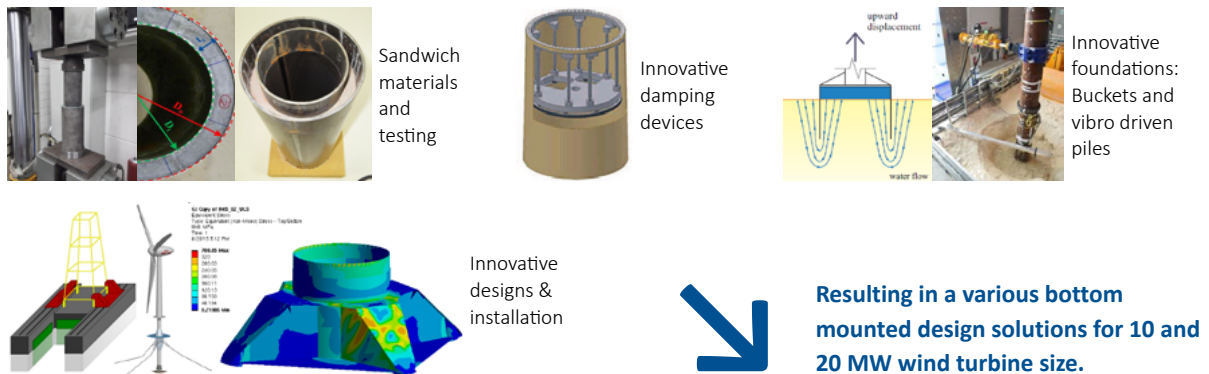 Sandwich
materials
and
testing
Innovative
damping
devices
upward
displacement
water flow
Innovative
foundations:
Buckets and
vibro driven
piles
Innovative
designs &
installation
Resulting in a various bottom
mounted design solutions for 10 and
20 MW wind turbine size.